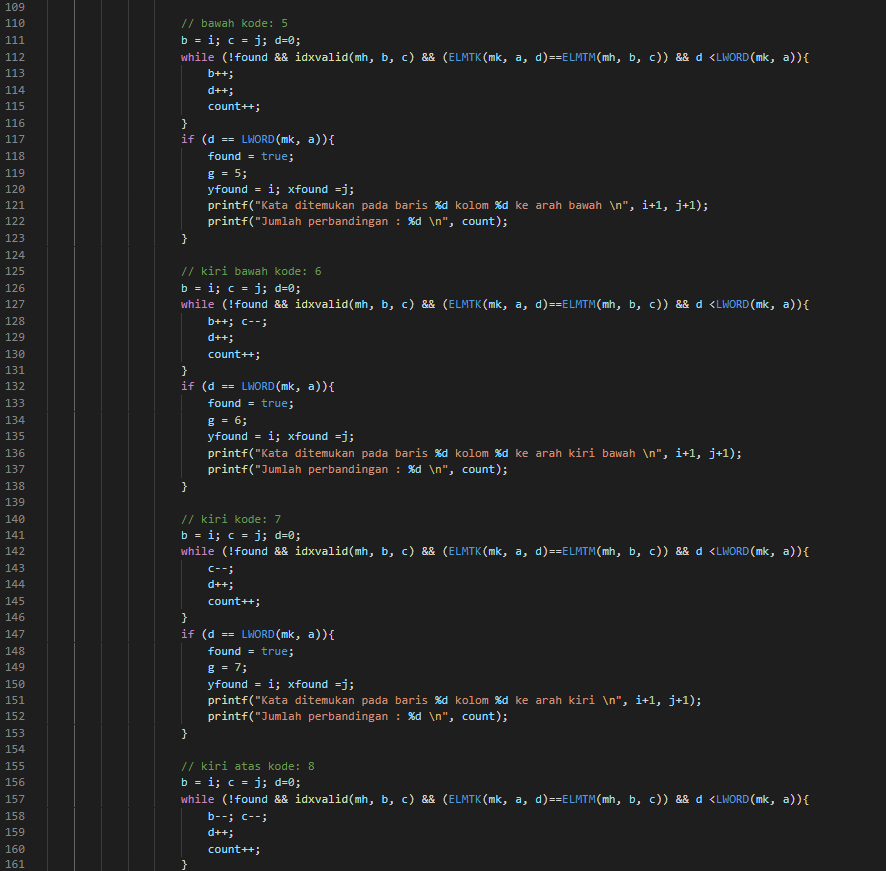 109
110 // bawah kode: 5
111 b = i; c = j; d=0;
112 while (!found && idxvalid(mh, b, c) && (ELMTK(mk, a, d)==ELMTM(mh, b, c)) && d <LWORD(mk, a)){
113 b++;
114 d++;
115 count++;
116 }
117 if (d == LWORD(mk, a)){
118 found = true;
119 g = 5;
120 yfound = i; xfound =j;
121 printf("Kata ditemukan pada baris %d kolom %d ke arah bawah \n", i+1, j+1);
122 printf("Jumlah perbandingan : %d \n", count);
123 }
124
125 // kiri bawah kode: 6
126 b = i; c = j; d=0;
127 while (!found && idxvalid(mh, b, c) && (ELMTK(mk, a, d)==ELMTM(mh, b, c)) && d <LWORD(mk, a)){
128 b++; c--;
129 d++;
130 count++;
131 }
132 if (d == LWORD(mk, a)){
133 found = true;
134 g = 6;
135 yfound = i; xfound =j;
136 printf("Kata ditemukan pada baris %d kolom %d ke arah kiri bawah \n", i+1, j+1);
137 printf("Jumlah perbandingan : %d \n", count);
138 }
139
140 // kiri kode: 7
141 b = i; c = j; d=0;
142 while (!found && idxvalid(mh, b, c) && (ELMTK(mk, a, d)==ELMTM(mh, b, c)) && d <LWORD(mk, a)){
143 c--;
144 d++;
145 count++;
146 }
147 if (d == LWORD(mk, a)){
148 found = true;
149 g = 7;
150 yfound = i; xfound =j;
151 printf("Kata ditemukan pada baris %d kolom %d ke arah kiri \n", i+1, j+1);
152 printf("Jumlah perbandingan : %d \n", count);
153 }
154
155 // kiri atas kode: 8
156 b = i; c = j; d=0;
157 while (!found && idxvalid(mh, b, c) && (ELMTK(mk, a, d)==ELMTM(mh, b, c)) && d <LWORD(mk, a)){
158 b--; c--;
159 d++;
160 count++;
161 }